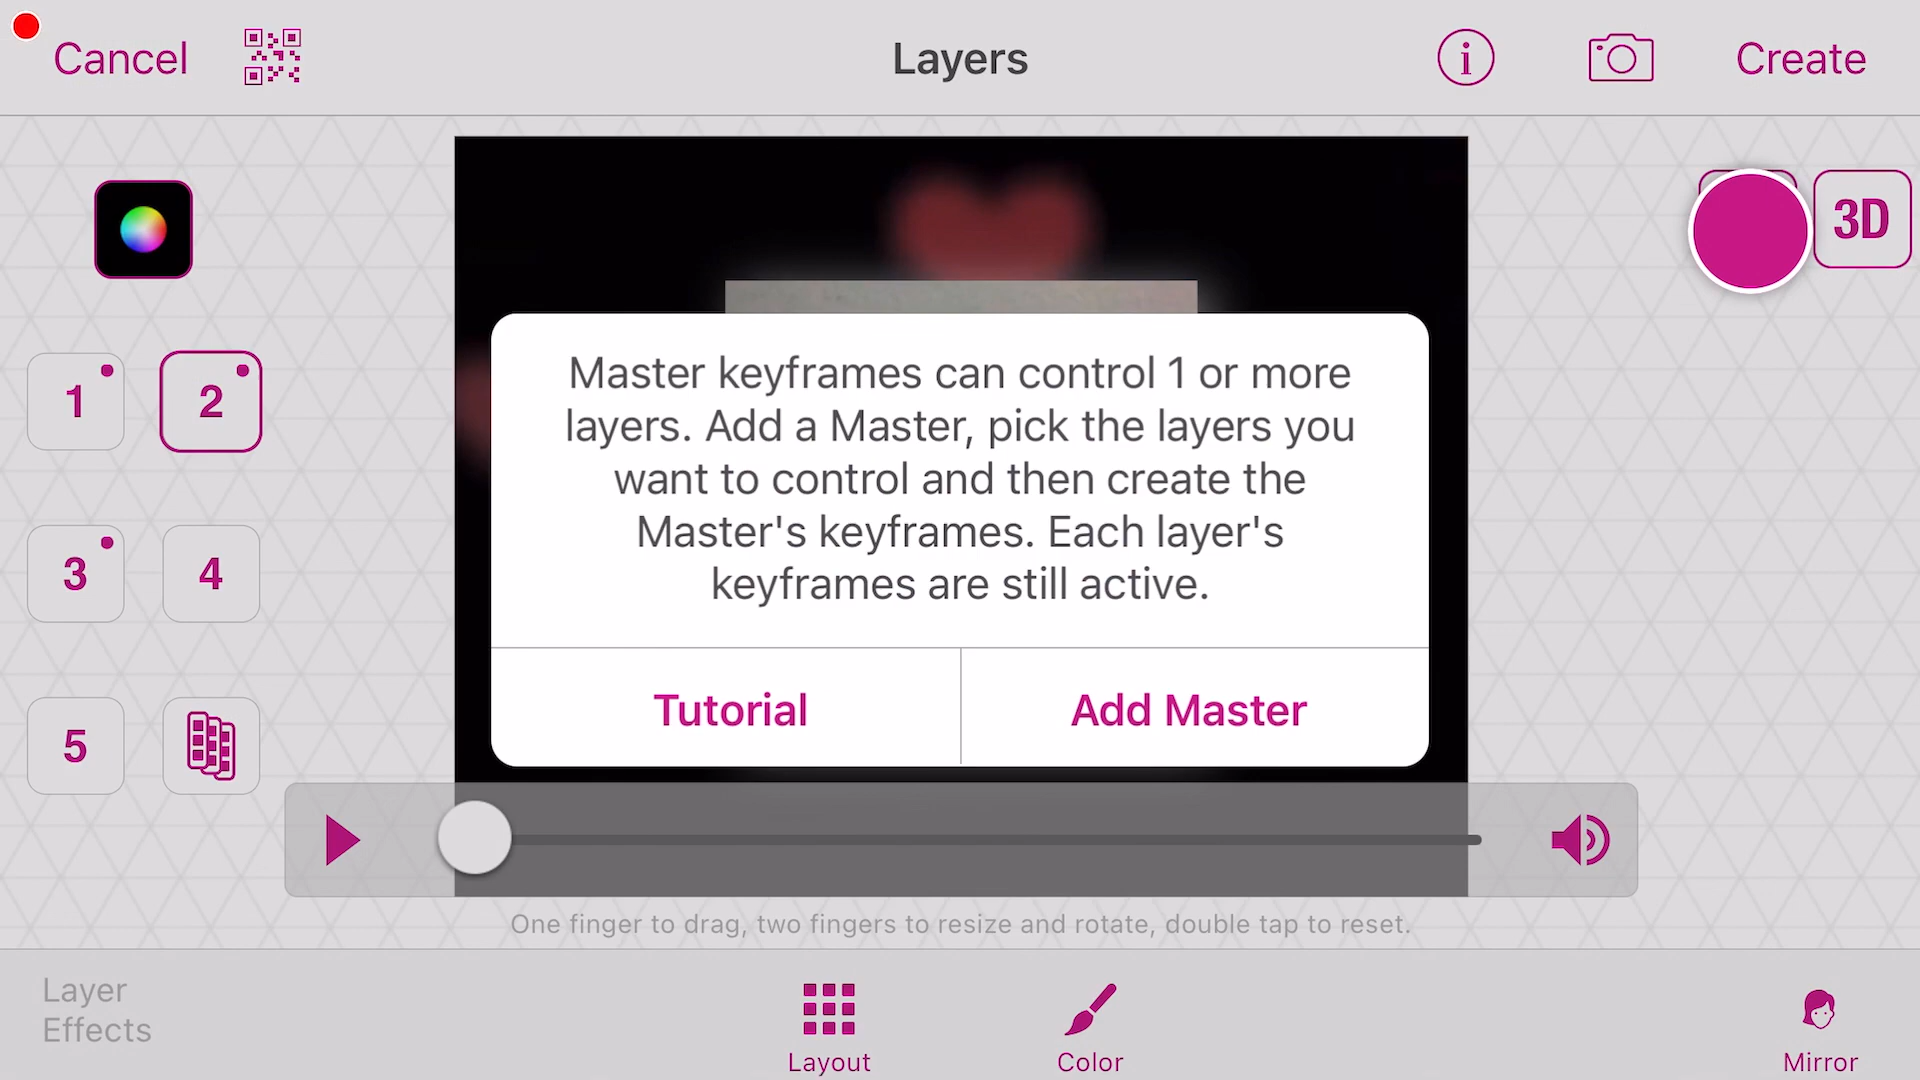 Cancel
Layers
Create
3D
1
2
3
4
5
Master keyframes can control 1 or more
layers. Add a Master, pick the layers you
want to control and then create the
Master's keyframes. Each layer's
keyframes are still active.
Tutorial
Add Master
One finger to drag, two fingers to resize and rotate, double tap to reset.
Layer
Effects
Layout
Color
Mirror